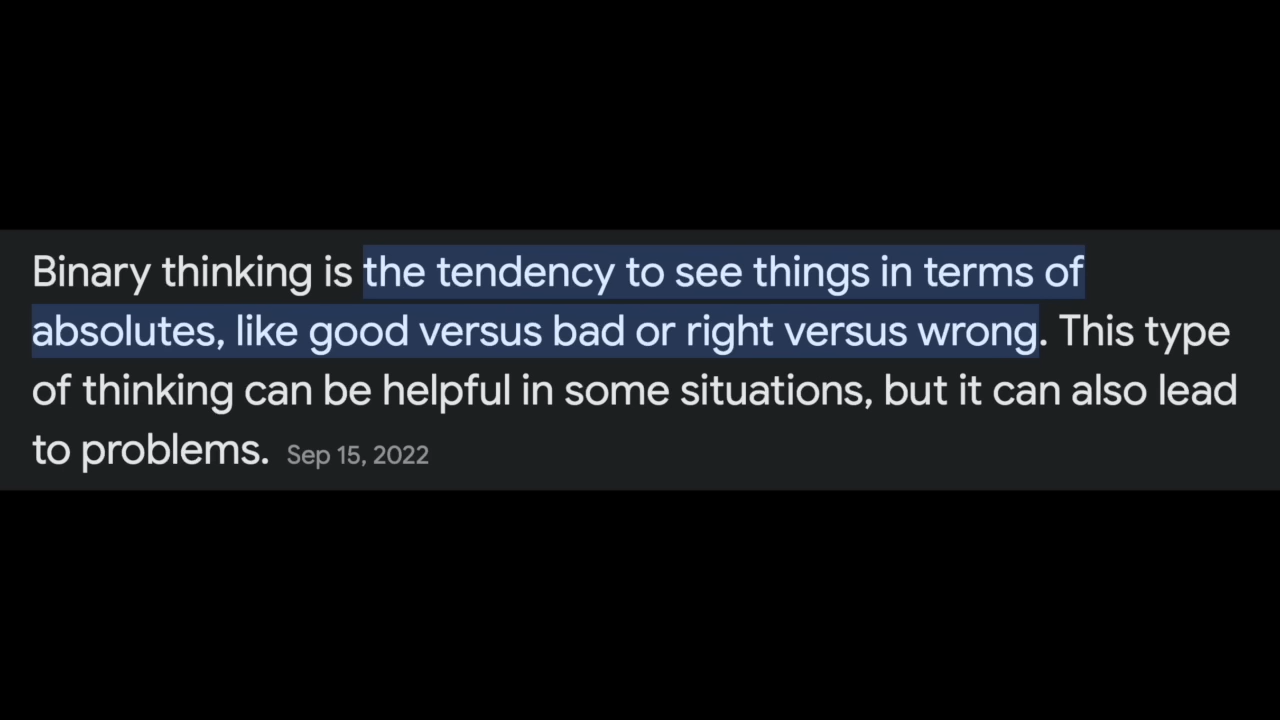 Binary thinking is the tendency to see things in terms of
absolutes, like good versus bad or right versus wrong. This type
of thinking can be helpful in some situations, but it can also lead
to problems. Sep 15, 2022